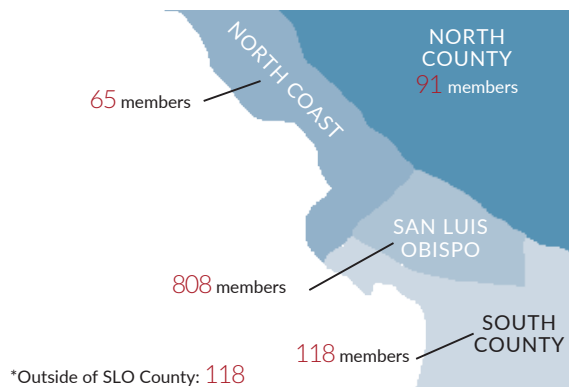 NORTH COAST
NORTH
COUNTY
91 members
65 members
SAN LUIS
OBISPO
808 members
SOUTH
COUNTY
118 members
*Outside of SLO County: 118